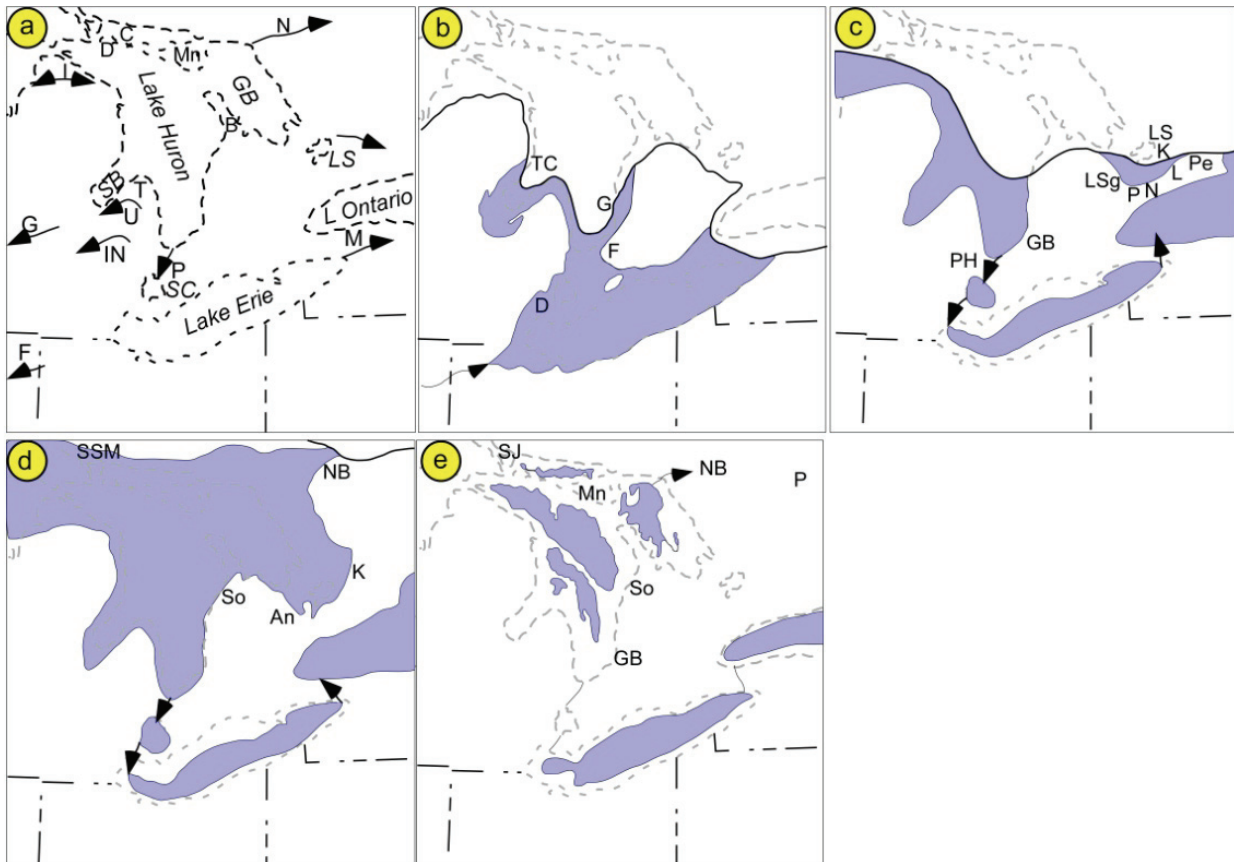 a
N
C
D
Mn
I
Lake Huron
GB
B
LS
SB
T
U
L Ontario
G
M
IN
P
SC
Lake Erie
F
b
TC
G
F
D
c
LS
K
LSg
L
Pe
P
N
GB
PH
d
SSM
NB
K
So
An
e
SJ
NB
Mn
P
So
GB